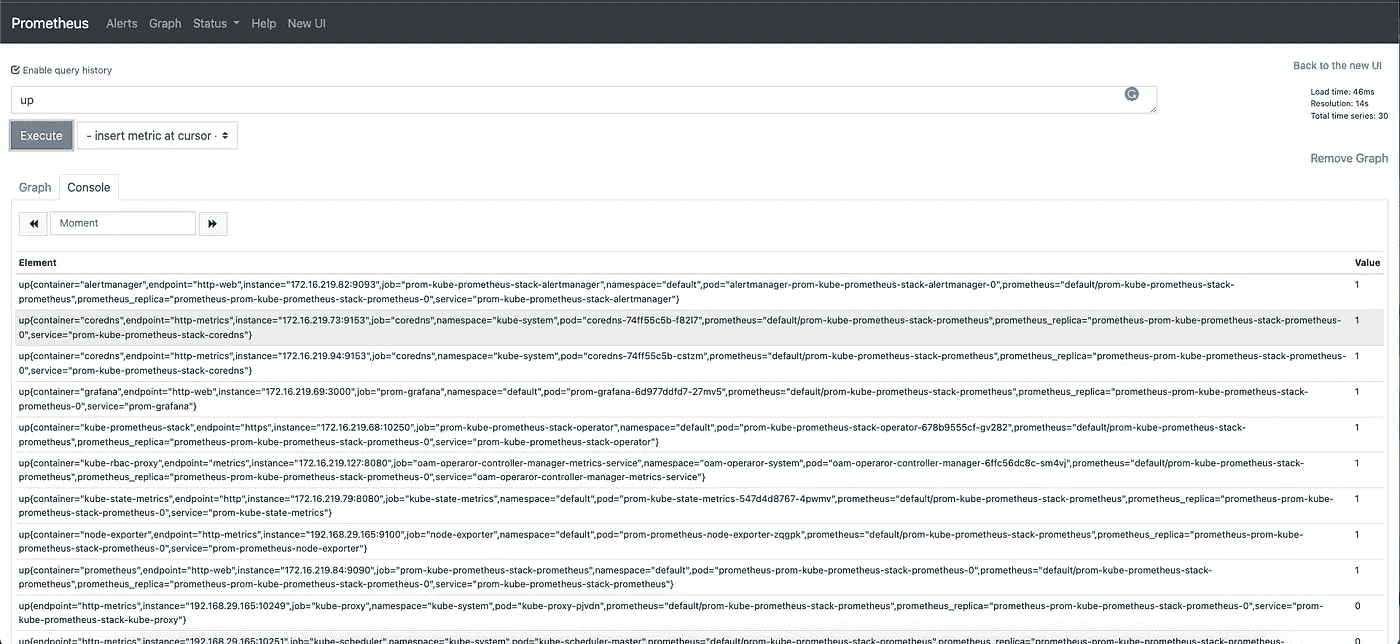 Prometheus Alerts Graph Status Help New UI
Enable query history
Back to the new UI
up
Load time: 46ms
Resolution: 14s
Total time series: 30
Execute - insert metric at cursor -
Remove Graph
Graph Console
Moment
Element Value
up{container="alertmanager",endpoint="http-web",instance="172.16.219.82:9093",job="prom-kube-prometheus-stack-alertmanager",namespace="default",pod="alertmanager-prom-kube-prometheus-stack-alertmanager-0",prometheus="default/prom-kube-prometheus-stack- 1
prometheus",prometheus_replica="prometheus-prom-kube-prometheus-stack-prometheus-0",service="prom-kube-prometheus-stack-alertmanager"}
up{container="coredns",endpoint="http-metrics",instance="172.16.219.73:9153",job="coredns",namespace="kube-system",pod="coredns-74ff55c5b-f82l7",prometheus="default/prom-kube-prometheus-stack-prometheus",prometheus_replica="prometheus-prom-kube-prometheus-stack-prometheus- 1
0",service="prom-kube-prometheus-stack-coredns"}
up{container="coredns",endpoint="http-metrics",instance="172.16.219.94:9153",job="coredns",namespace="kube-system",pod="coredns-74ff55c5b-cstzm",prometheus="default/prom-kube-prometheus-stack-prometheus",prometheus_replica="prometheus-prom-kube-prometheus-stack-prometheus- 1
0",service="prom-kube-prometheus-stack-coredns"}
up{container="grafana",endpoint="http-web",instance="172.16.219.69:3000",job="prom-grafana",namespace="default",pod="prom-grafana-6d977ddfd7-27mv5",prometheus="default/prom-kube-prometheus-stack-prometheus",prometheus_replica="prometheus-prom-kube-prometheus-stack- 1
prometheus-0",service="prom-grafana"}
up{container="kube-prometheus-stack",endpoint="https",instance="172.16.219.68:10250",job="prom-kube-prometheus-stack-operator",namespace="default",pod="prom-kube-prometheus-stack-operator-678b9555cf-gv282",prometheus="default/prom-kube-prometheus-stack- 1
prometheus",prometheus_replica="prometheus-prom-kube-prometheus-stack-prometheus-0",service="prom-kube-prometheus-stack-operator"}
up{container="kube-rbac-proxy",endpoint="metrics",instance="172.16.219.127:8080",job="oam-operaror-controller-manager-metrics-service",namespace="oam-operaror-system",pod="oam-operaror-controller-manager-6ffc56dc8c-sm4vj",prometheus="default/prom-kube-prometheus-stack- 1
prometheus",prometheus_replica="prometheus-prom-kube-prometheus-stack-prometheus-0",service="oam-operaror-controller-manager-metrics-service"}
up{container="kube-state-metrics",endpoint="http",instance="172.16.219.79:8080",job="kube-state-metrics",namespace="default",pod="prom-kube-state-metrics-547d4d8767-4pwmv",prometheus="default/prom-kube-prometheus-stack-prometheus",prometheus_replica="prometheus-prom-kube- 1
prometheus-stack-prometheus-0",service="prom-kube-state-metrics"}
up{container="node-exporter",endpoint="http-metrics",instance="192.168.29.165:9100",job="node-exporter",namespace="default",pod="prom-prometheus-node-exporter-zqgpk",prometheus="default/prom-kube-prometheus-stack-prometheus",prometheus_replica="prometheus-prom-kube- 1
prometheus-stack-prometheus-0",service="prom-prometheus-node-exporter"}
up{container="prometheus",endpoint="http-web",instance="172.16.219.84:9090",job="prom-kube-prometheus-stack-prometheus",namespace="default",pod="prometheus-prom-kube-prometheus-stack-prometheus-0",prometheus="default/prom-kube-prometheus-stack- 1
prometheus",prometheus_replica="prometheus-prom-kube-prometheus-stack-prometheus-0",service="prom-kube-prometheus-stack-prometheus"}
up{endpoint="http-metrics",instance="192.168.29.165:10249",job="kube-proxy",namespace="kube-system",pod="kube-proxy-pjvdn",prometheus="default/prom-kube-prometheus-stack-prometheus",prometheus_replica="prometheus-prom-kube-prometheus-stack-prometheus-0",service="prom- 0
kube-prometheus-stack-kube-proxy"}
up{endpoint="http-metrics",instance="192.168.29.165:10251",job="kube-scheduler",namespace="kube-system",pod="kube-scheduler-master",prometheus="default/prom-kube-prometheus-stack-prometheus",prometheus_replica="prometheus-prom-kube-prometheus-stack-prometheus- 0